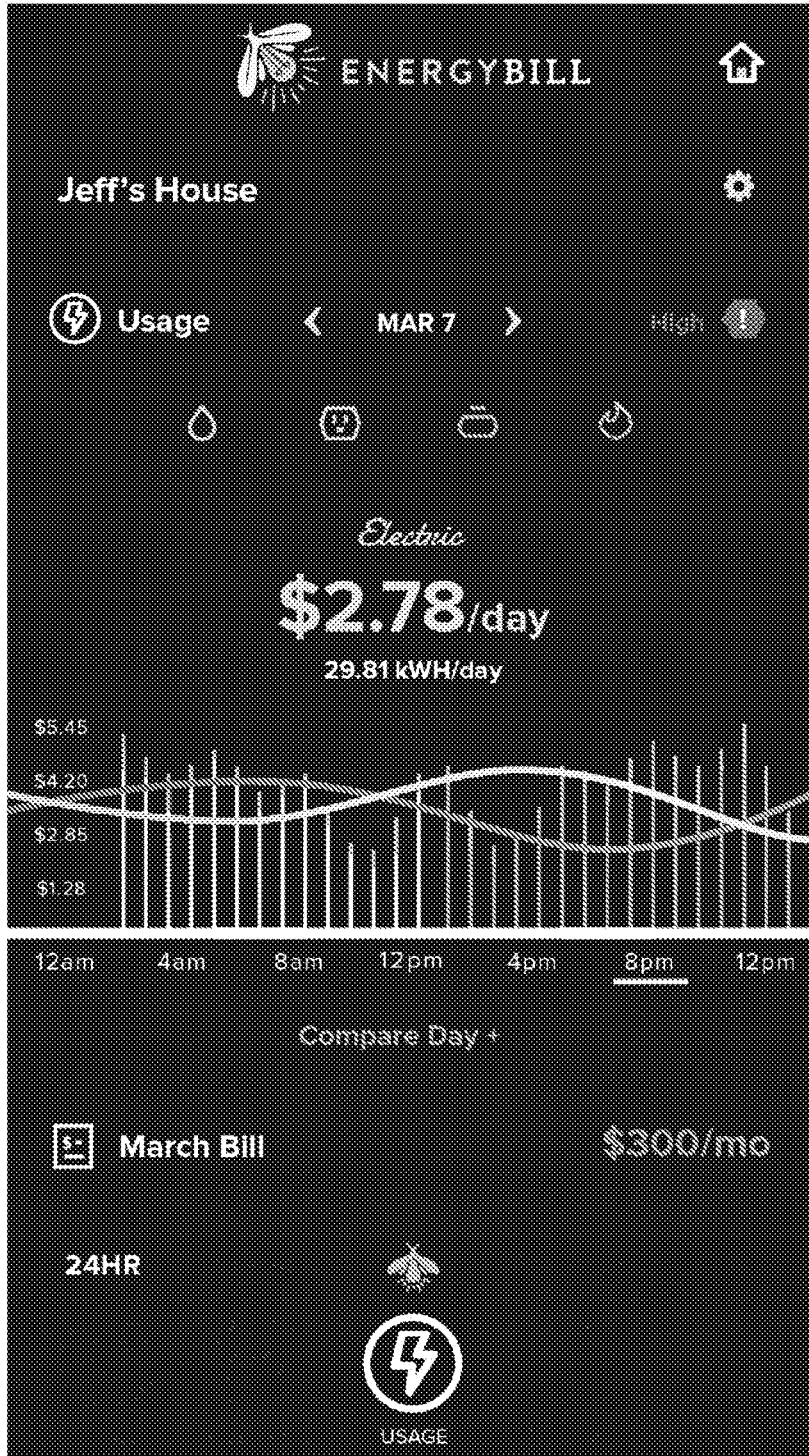 ENERGYBILL
Jeff's House
Usage < MAR 7 > High !
Electric
$2.78/day
29.81 kWH/day
$5.45
$4.20
$2.85
$1.28
12am 4am 8am 12pm 4pm 8pm 12pm
Compare Day +
$- March Bill $300/mo
24HR
USAGE